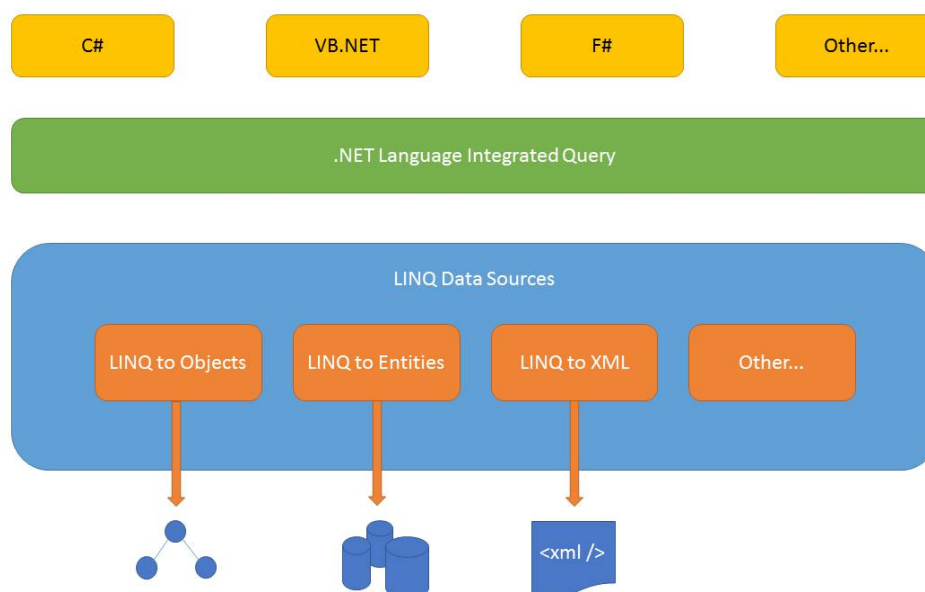 C#
VB.NET
F#
Other...
.NET Language Integrated Query
LINQ Data Sources
LINQ to Objects
LINQ to Entities
LINQ to XML
Other...
<xml />